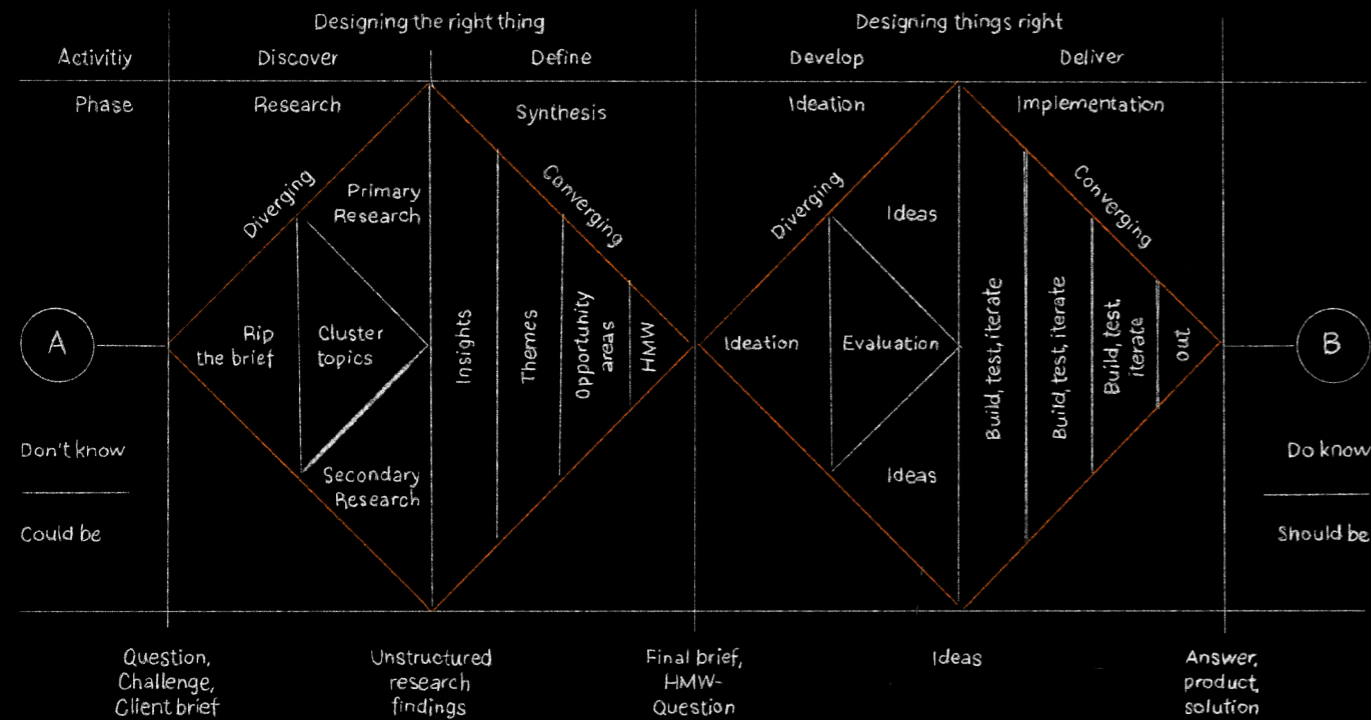 Designing the right thing
Designing things right
Activitiy
Discover
Define
Develop
Deliver
Phase
Research
Synthesis
Ideation
Implementation
Diverging
Primary
Research
Converging
Diverging
Ideas
Converging
A
Rip
the brief
Cluster
topics
Insights
Themes
Opportunity
areas
HMW
Ideation
Evaluation
Build, test, iterate
Build, test, iterate
Build, test,
iterate
out
B
Don't know
Could be
Secondary
Research
Ideas
Do know
Should be
Question,
Challenge,
Client brief
Unstructured
research
findings
Final brief,
HMW-
Question
Ideas
Answer,
product,
solution